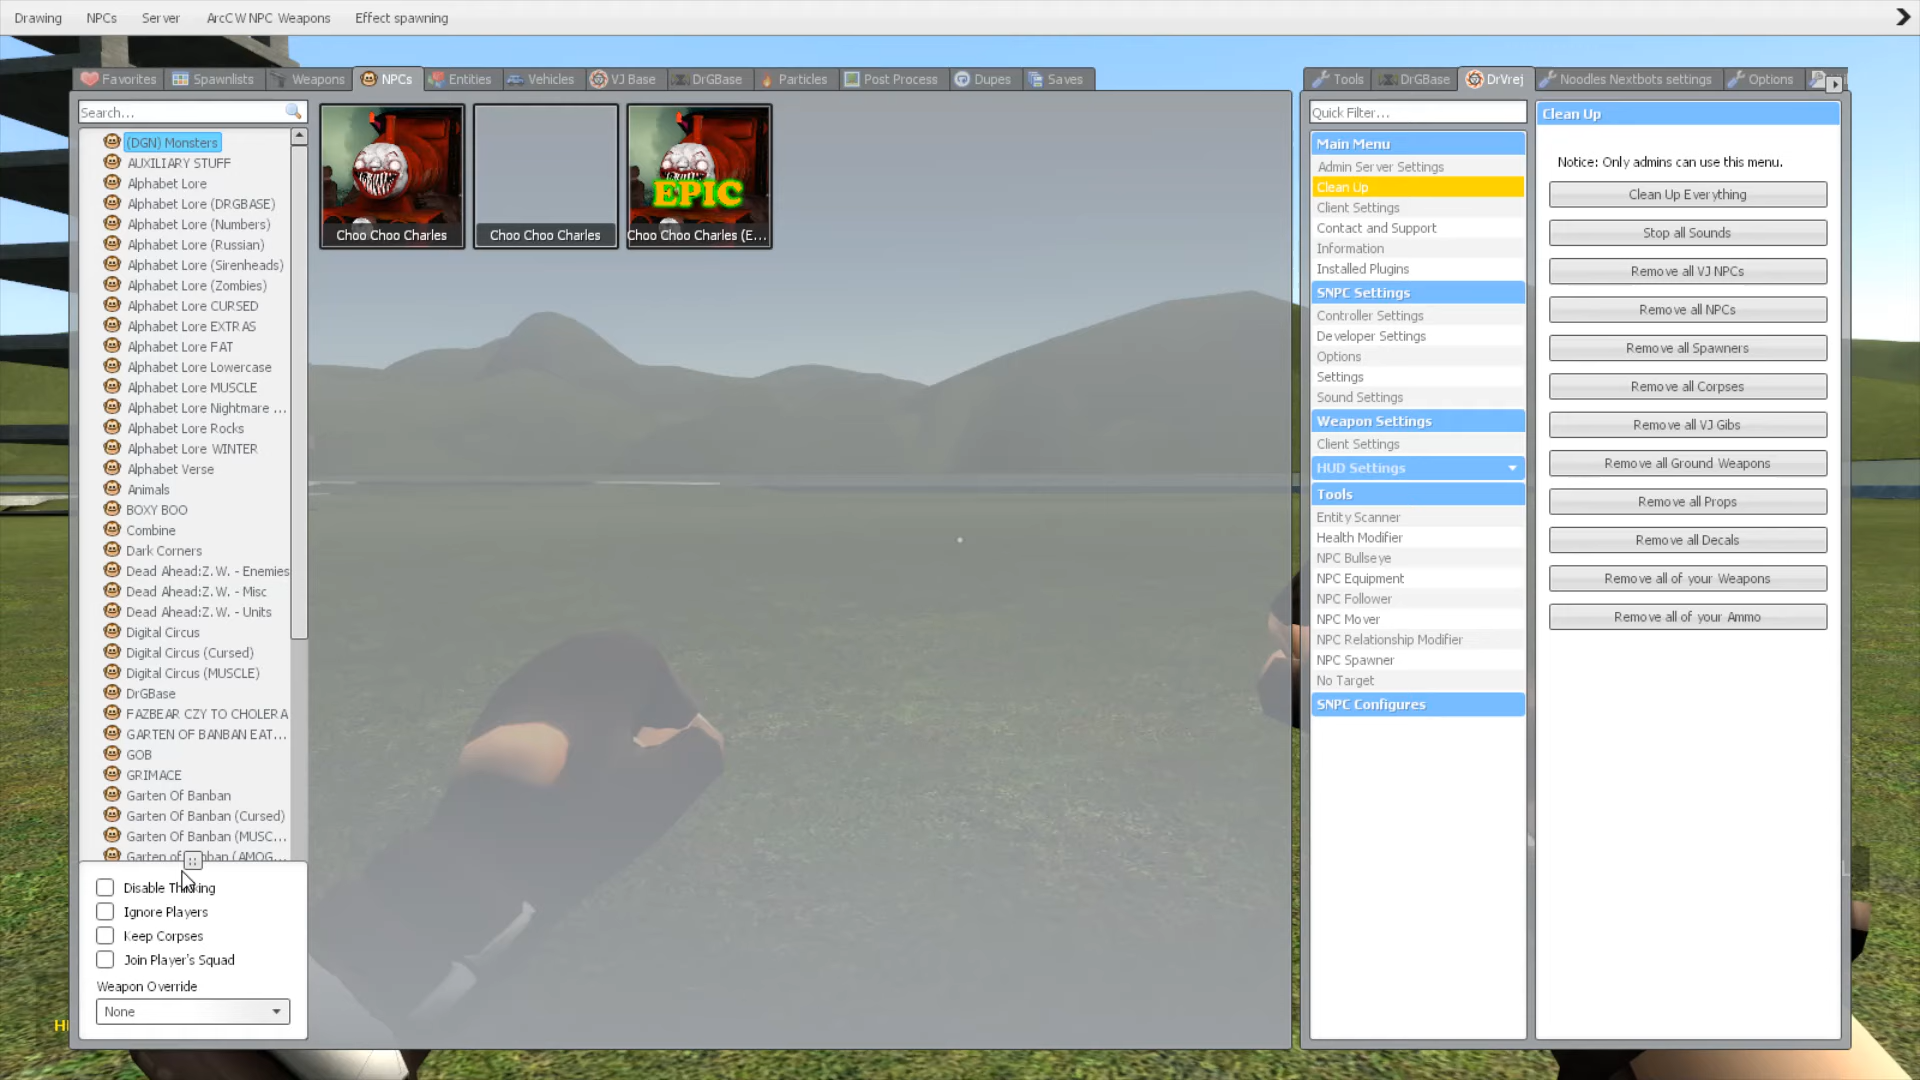 Drawing NPCs Server ArcCW NPC Weapons Effect spawning
Favorites Spawnlists Weapons NPCs Entities Vehicles VJ Base DrGBase Particles Post Process Dupes Saves
Search...
(DGN) Monsters
AUXILIARY STUFF
Alphabet Lore
Alphabet Lore (DRGBASE)
Alphabet Lore (Numbers)
Alphabet Lore (Russian)
Alphabet Lore (Sirenheads)
Alphabet Lore (Zombies)
Alphabet Lore CURSED
Alphabet Lore EXTRAS
Alphabet Lore FAT
Alphabet Lore Lowercase
Alphabet Lore MUSCLE
Alphabet Lore Nightmare ...
Alphabet Lore Rocks
Alphabet Lore WINTER
Alphabet Verse
Animals
BOXY BOO
Combine
Dark Corners
Dead Ahead:Z.W. - Enemies
Dead Ahead:Z.W. - Misc
Dead Ahead:Z.W. - Units
Digital Circus
Digital Circus (Cursed)
Digital Circus (MUSCLE)
DrGBase
FAZBEAR CZY TO CHOLERA
GARTEN OF BANBAN EAT...
GOB
GRIMACE
Garten Of Banban
Garten Of Banban (Cursed)
Garten Of Banban (MUSC...
Garten of (AMOG...
Disable Thinking
Ignore Players
Keep Corpses
Join Player's Squad
Weapon Override
None
Choo Choo Charles
Choo Choo Charles
EPIC
Choo Choo Charles (E...
Tools DrGBase DrVrej Noodles Nextbots settings Options
Quick Filter...
Main Menu
Admin Server Settings
Clean Up
Client Settings
Contact and Support
Information
Installed Plugins
SNPC Settings
Controller Settings
Developer Settings
Options
Settings
Sound Settings
Weapon Settings
Client Settings
HUD Settings
Tools
Entity Scanner
Health Modifier
NPC Bullseye
NPC Equipment
NPC Follower
NPC Mover
NPC Relationship Modifier
NPC Spawner
No Target
SNPC Configures
Clean Up
Notice: Only admins can use this menu.
Clean Up Everything
Stop all Sounds
Remove all VJ NPCs
Remove all NPCs
Remove all Spawners
Remove all Corpses
Remove all VJ Gibs
Remove all Ground Weapons
Remove all Props
Remove all Decals
Remove all of your Weapons
Remove all of your Ammo